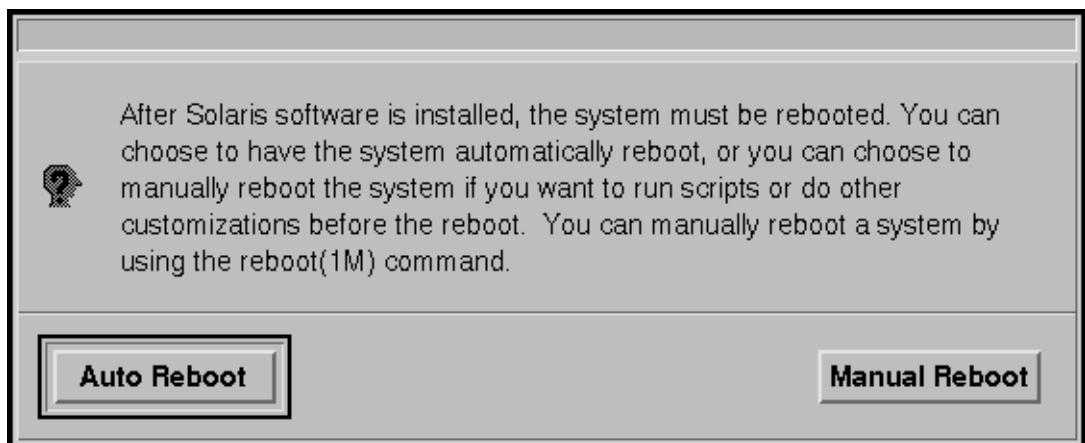 After Solaris software is installed, the system must be rebooted. You can
choose to have the system automatically reboot, or you can choose to
manually reboot the system if you want to run scripts or do other
customizations before the reboot.  You can manually reboot a system by
using the reboot(1M) command.
Auto Reboot
Manual Reboot